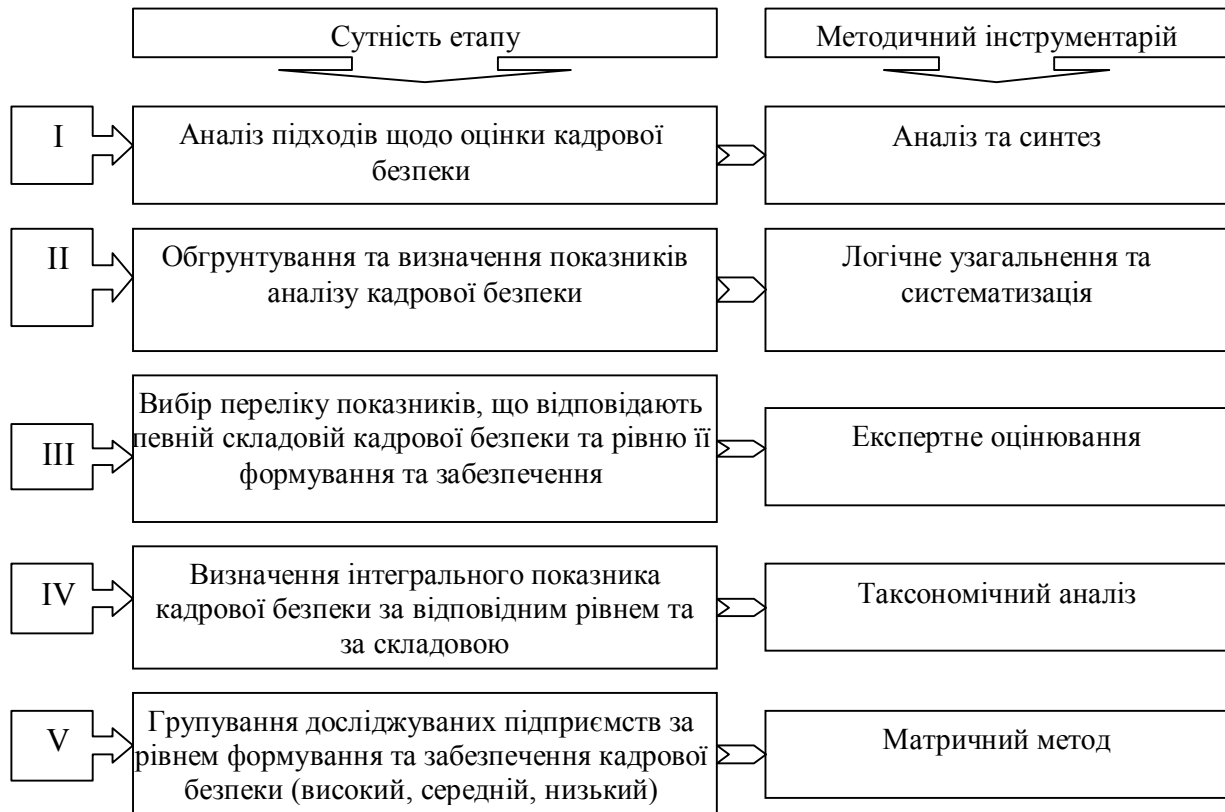 Сутність етапу
Методичний інструментарій
I
Аналіз підходів щодо оцінки кадрової
безпеки
Аналіз та синтез
II
Обгрунтування та визначення показників
аналізу кадрової безпеки
Логічне узагальнення та
систематизація
III
Вибір переліку показників, що відповідають
певній складовій кадрової безпеки та рівню її
формування та забезпечення
Експертне оцінювання
IV
Визначення інтегрального показника
кадрової безпеки за відповідним рівнем та
за складовою
Таксономічний аналіз
V
Групування досліджуваних підприємств за
рівнем формування та забезпечення кадрової
безпеки (високий, середній, низький)
Матричний метод